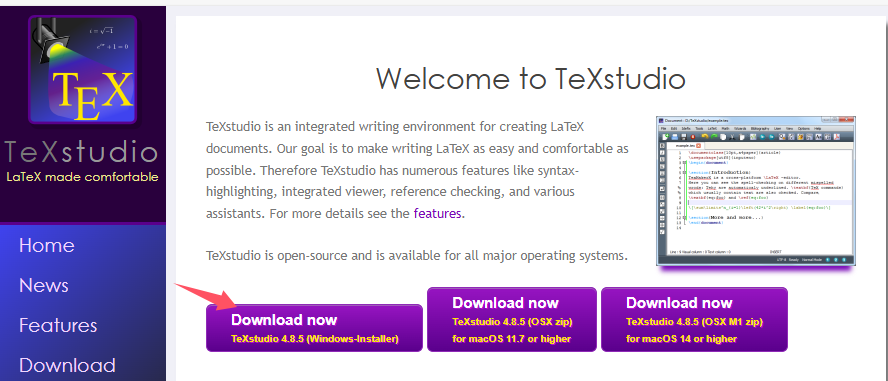 TEX
TeXstudio
LaTeX made comfortable
Home
News
Features
Download
Welcome to TeXstudio
TeXstudio is an integrated writing environment for creating LaTeX
documents. Our goal is to make writing LaTeX as easy and comfortable as
possible. Therefore TeXstudio has numerous features like syntax-
highlighting, integrated viewer, reference checking, and various
assistants. For more details see the features.
TeXstudio is open-source and is available for all major operating systems.
Download now
TeXstudio 4.8.5 (Windows-Installer)
Download now
TeXstudio 4.8.5 (OSX zip)
for macOS 11.7 or higher
Download now
TeXstudio 4.8.5 (OSX M1 zip)
for macOS 14 or higher